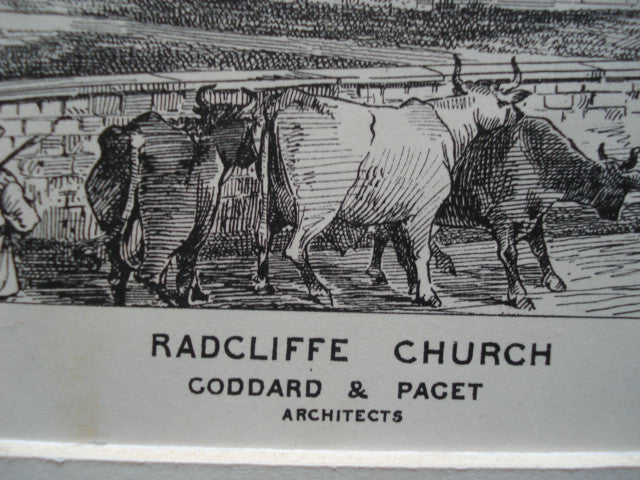 RADCLIFFE CHURCH
GODDARD & PAGET
ARCHITECTS